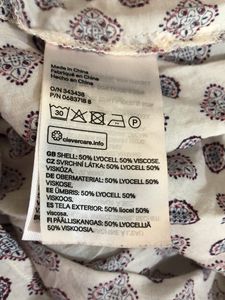 Made in China
Fabriqué en Chine
Hecho en China
O/N 343438
P/N 0683718 8
30
clevercare.info
GB SHELL: 50% LYOCELL 50% VISCOSE.
CZ SVRCHNÍ LÁTKA: 50% LYOCELL 50%
VISKÓZA.
DE OBERMATERIAL: 50% LYOCELL 50%
VISKOSE.
EE ÜMBRIS: 50% LYOCELL 50%
VISKOOS.
ES TELA EXTERIOR: 50% liocel 50%
viscosa.
FI PÄÄLLISKANGAS: 50% LYOCELLIÄ
50% VISKOOSIA